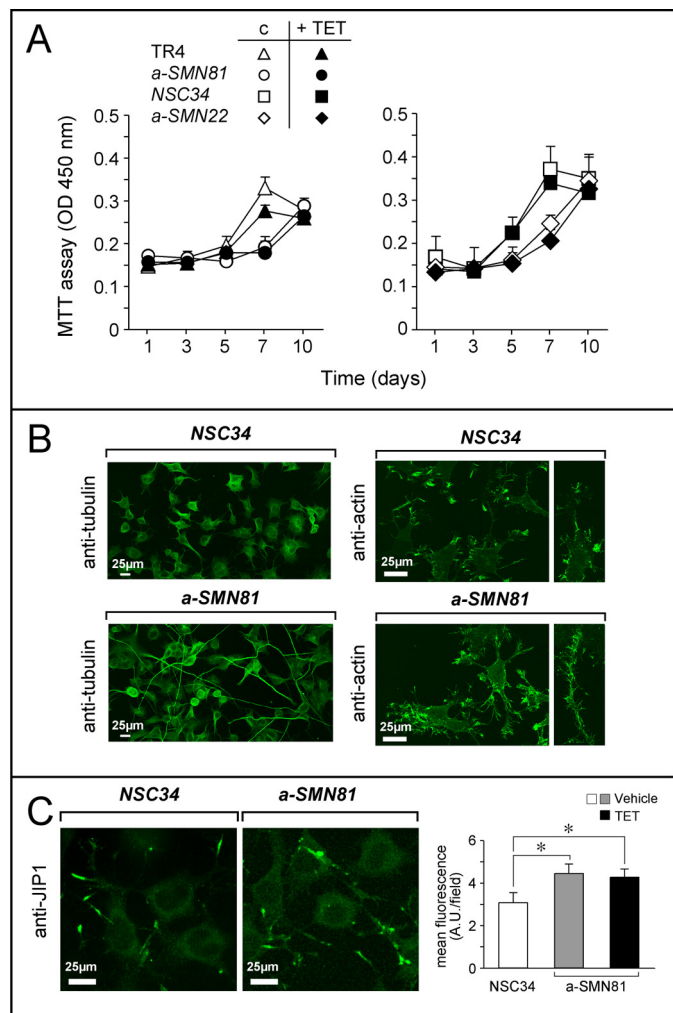 A
c + TET
TR4
a-SMN81
NSC34
a-SMN22
MTT assay (OD 450 nm)
0.5
0.4
0.3
0.2
0.1
0
1 3 5 7 10
0.5
0.4
0.3
0.2
0.1
0
1 3 5 7 10
Time (days)
B
NSC34
anti-tubulin
25µm
NSC34
anti-actin
25µm
a-SMN81
anti-tubulin
25µm
a-SMN81
anti-actin
25µm
C
NSC34
a-SMN81
anti-JIP1
25µm
25µm
Vehicle
TET
mean fluorescence
(A.U./field)
6
4
2
0
*
*
NSC34
a-SMN81